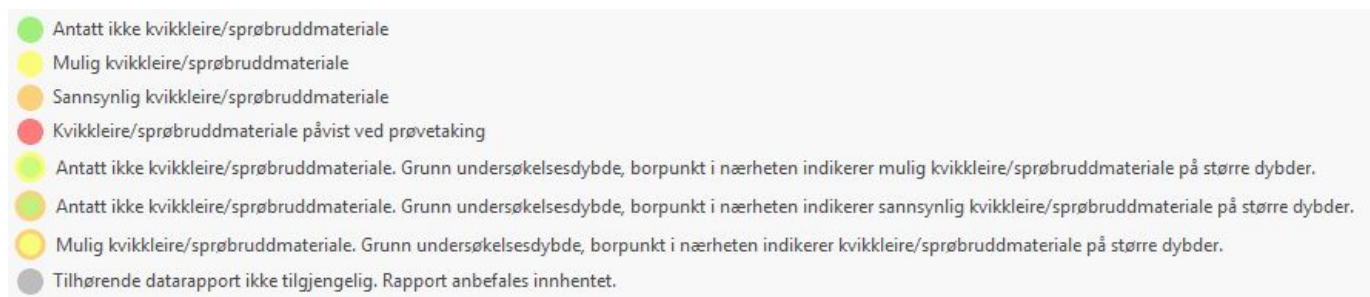 Antatt ikke kvikkleire/sprøbruddmateriale
Mulig kvikkleire/sprøbruddmateriale
Sannsynlig kvikkleire/sprøbruddmateriale
Kvikkleire/sprøbruddmateriale påvist ved prøvetaking
Antatt ikke kvikkleire/sprøbruddmateriale. Grunn undersøkelsesdybde, borpunkt i nærheten indikerer mulig kvikkleire/sprøbruddmateriale på større dybder.
Antatt ikke kvikkleire/sprøbruddmateriale. Grunn undersøkelsesdybde, borpunkt i nærheten indikerer sannsynlig kvikkleire/sprøbruddmateriale på større dybder.
Mulig kvikkleire/sprøbruddmateriale. Grunn undersøkelsesdybde, borpunkt i nærheten indikerer kvikkleire/sprøbruddmateriale på større dybder.
Tilhørende datarapport ikke tilgjengelig. Rapport anbefales innhentet.